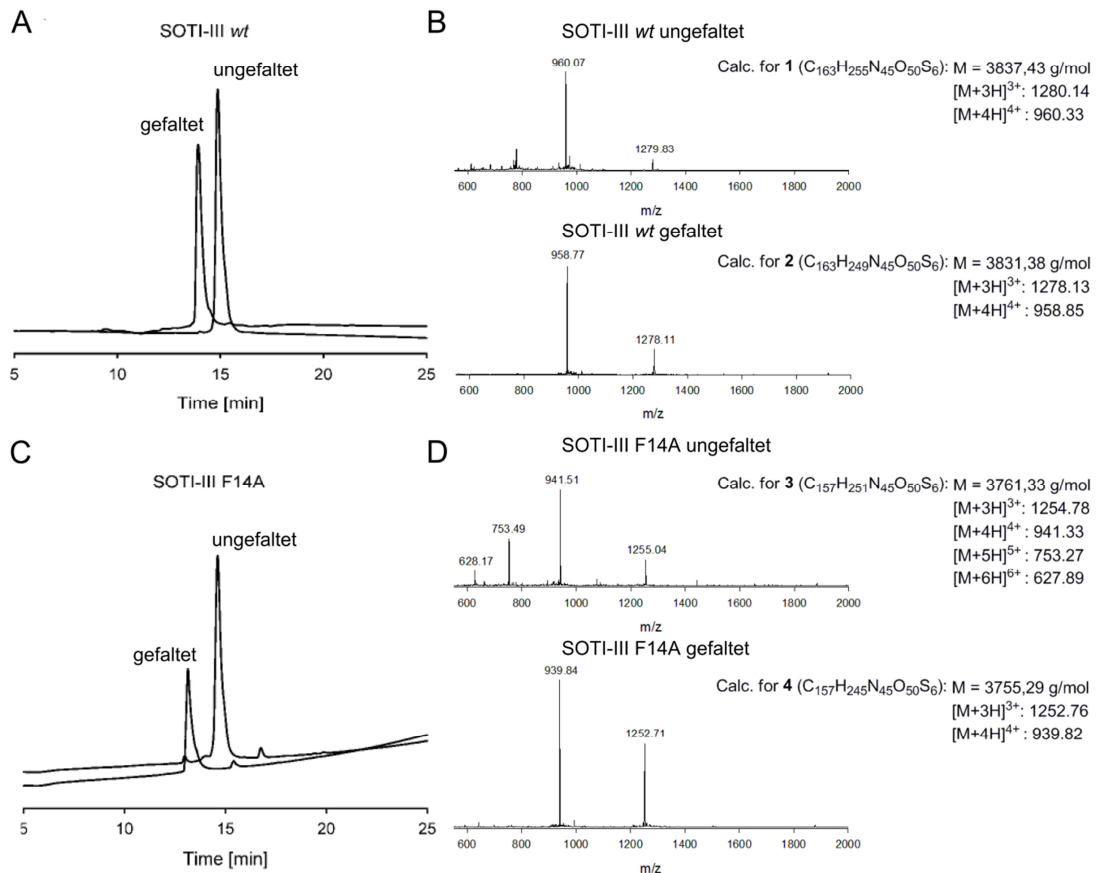 A
SOTI-III wt
ungefaltet
gefaltet
5 10 15 20 25
Time [min]
B
SOTI-III wt ungefaltet
960.07
1279.83
600 800 1000 1200 1400 1600 1800 2000
m/z
Calc. for 1 (C₁₆₃H₂₅₅N₄₅O₅₀S₆): M = 3837,43 g/mol
[M+3H]³⁺: 1280.14
[M+4H]⁴⁺ : 960.33
SOTI-III wt gefaltet
958.77
1278.11
600 800 1000 1200 1400 1600 1800 2000
m/z
Calc. for 2 (C₁₆₃H₂₄₉N₄₅O₅₀S₆): M = 3831,38 g/mol
[M+3H]³⁺: 1278.13
[M+4H]⁴⁺ : 958.85
C
SOTI-III F14A
ungefaltet
gefaltet
5 10 15 20 25
Time [min]
D
SOTI-III F14A ungefaltet
941.51
753.49
628.17
1255.04
600 800 1000 1200 1400 1600 1800 2000
m/z
Calc. for 3 (C₁₅₇H₂₅₁N₄₅O₅₀S₆): M = 3761,33 g/mol
[M+3H]³⁺: 1254.78
[M+4H]⁴⁺ : 941.33
[M+5H]⁵⁺ : 753.27
[M+6H]⁶⁺ : 627.89
SOTI-III F14A gefaltet
939.84
1252.71
600 800 1000 1200 1400 1600 1800 2000
m/z
Calc. for 4 (C₁₅₇H₂₄₅N₄₅O₅₀S₆): M = 3755,29 g/mol
[M+3H]³⁺: 1252.76
[M+4H]⁴⁺ : 939.82